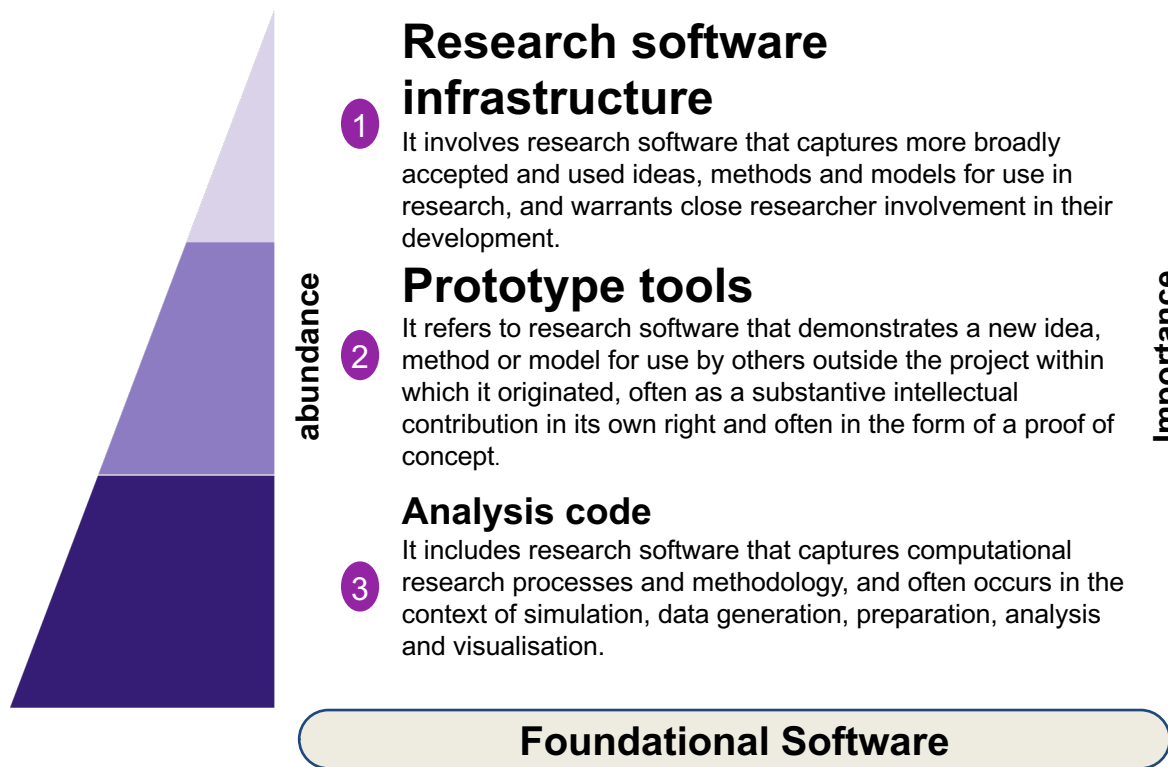 Research software
infrastructure
1
It involves research software that captures more broadly
accepted and used ideas, methods and models for use in
research, and warrants close researcher involvement in their
development.
abundance
Prototype tools
2
It refers to research software that demonstrates a new idea,
method or model for use by others outside the project within
which it originated, often as a substantive intellectual
contribution in its own right and often in the form of a proof of
concept.
Importance
Analysis code
3
It includes research software that captures computational
research processes and methodology, and often occurs in the
context of simulation, data generation, preparation, analysis
and visualisation.
Foundational Software